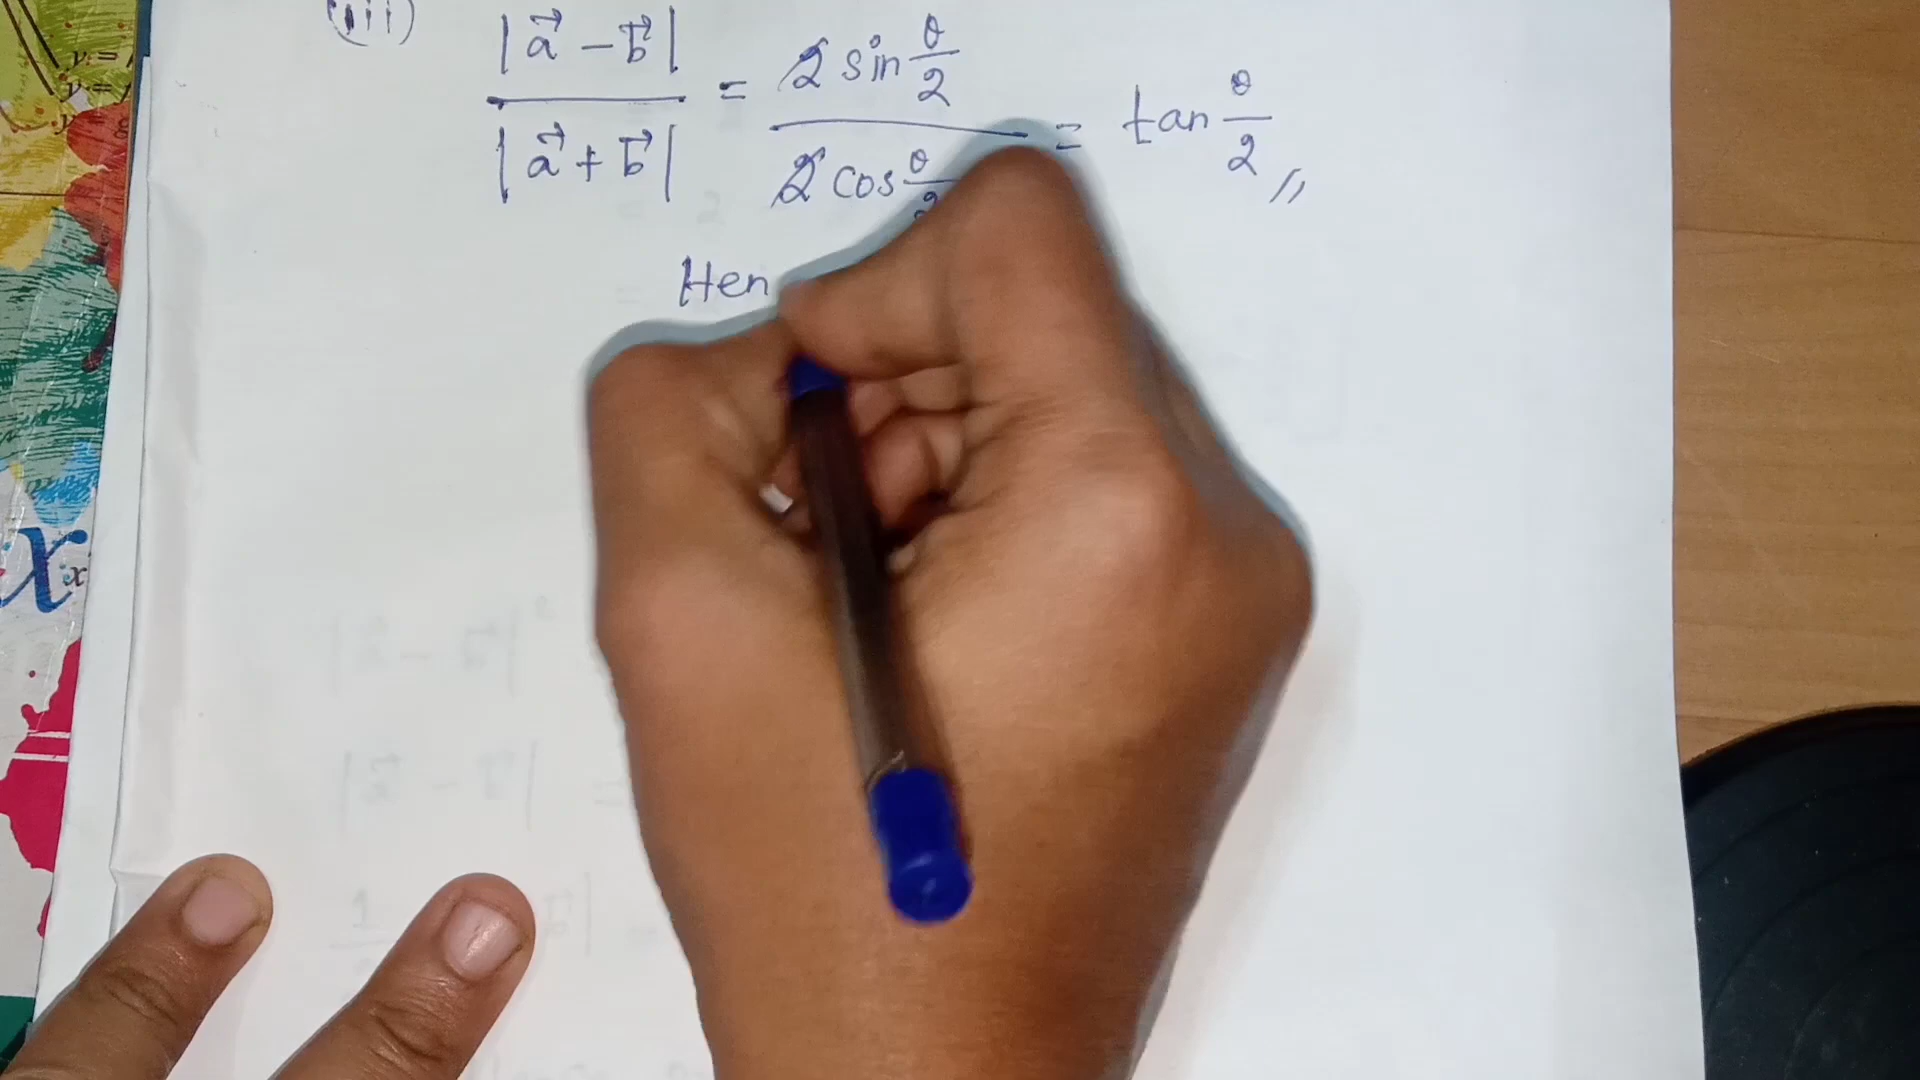 (iii)
|a⃗ - b⃗| / |a⃗ + b⃗| = 2 sin θ/2 / 2 cos θ/2 = tan θ/2 //
Hen